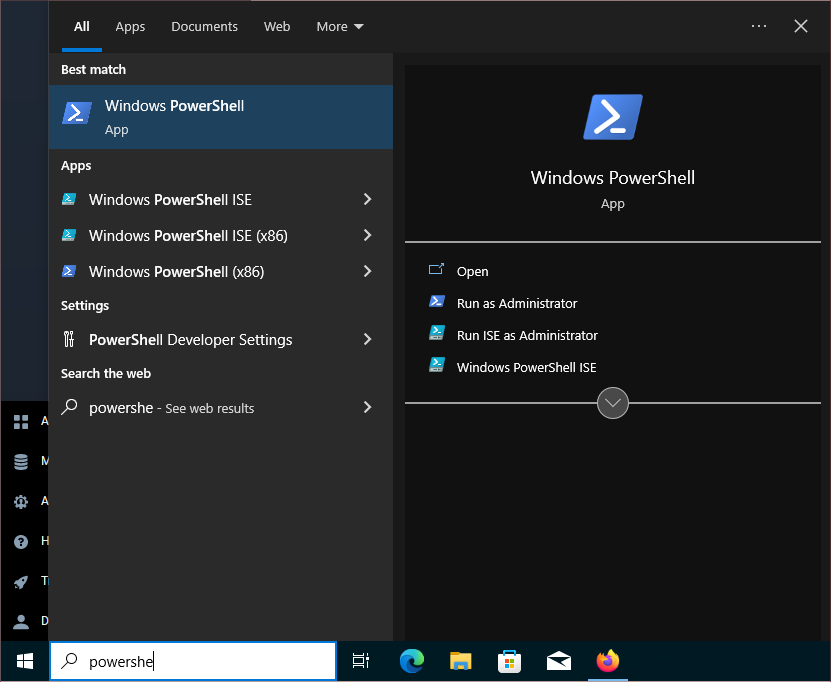 All Apps Documents Web More
Best match
Windows PowerShell
App
Apps
Windows PowerShell ISE
Windows PowerShell ISE (x86)
Windows PowerShell (x86)
Settings
PowerShell Developer Settings
Search the web
powershe - See web results
Windows PowerShell
App
Open
Run as Administrator
Run ISE as Administrator
Windows PowerShell ISE
A
M
A
H
D
powershe